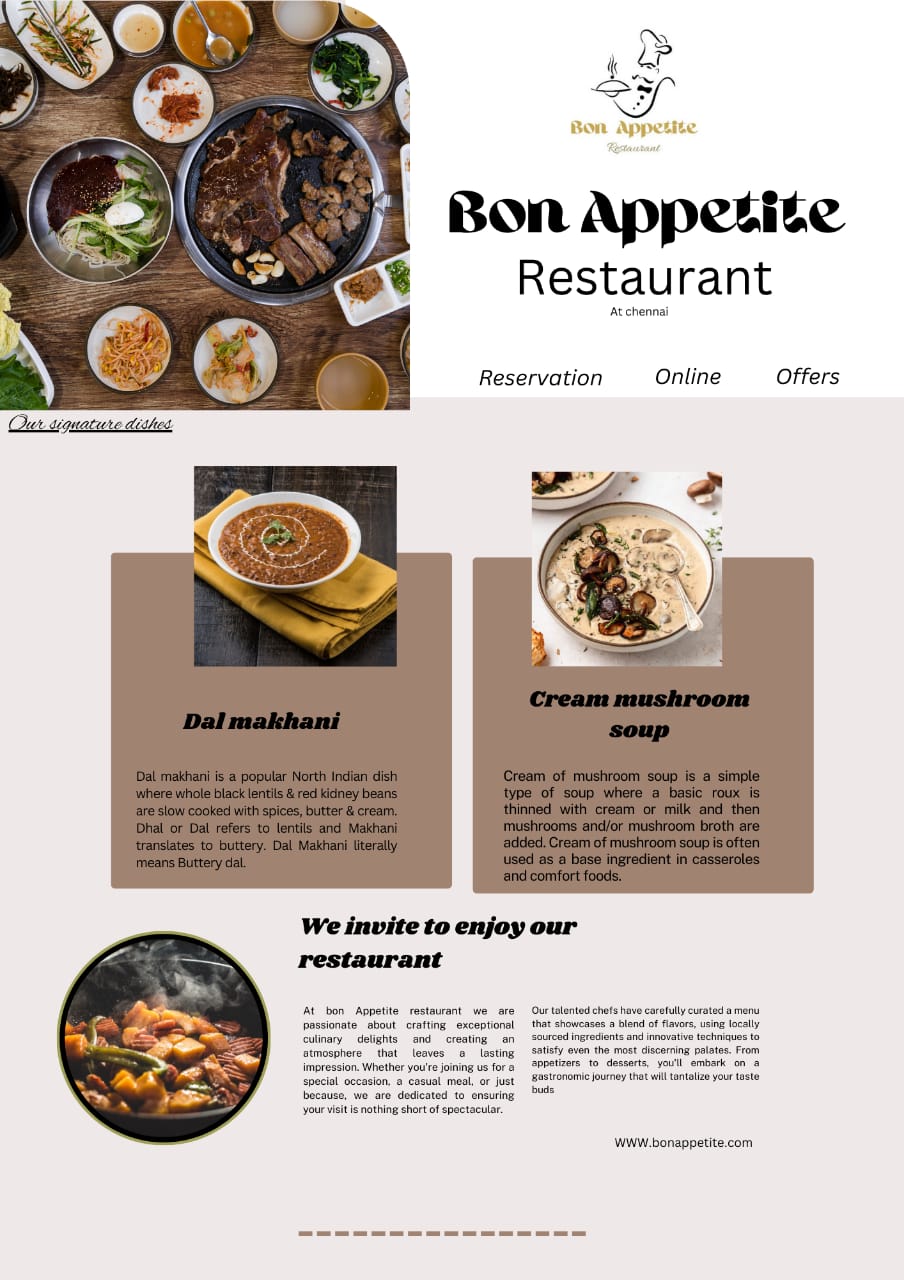 Bon Appetite
Restaurant
Bon Appetite
Restaurant
At chennai
Reservation
Online
Offers
Our signature dishes
Dal makhani
Dal makhani is a popular North Indian dish
where whole black lentils & red kidney beans
are slow cooked with spices, butter & cream.
Dhal or Dal refers to lentils and Makhani
translates to buttery. Dal Makhani literally
means Buttery dal.
Cream mushroom
soup
Cream of mushroom soup is a simple
type of soup where a basic roux is
thinned with cream or milk and then
mushrooms and/or mushroom broth are
added. Cream of mushroom soup is often
used as a base ingredient in casseroles
and comfort foods.
We invite to enjoy our
restaurant
At bon Appetite restaurant we are
passionate about crafting exceptional
culinary delights and creating an
atmosphere that leaves a lasting
impression. Whether you're joining us for a
special occasion, a casual meal, or just
because, we are dedicated to ensuring
your visit is nothing short of spectacular.
Our talented chefs have carefully curated a menu
that showcases a blend of flavors, using locally
sourced ingredients and innovative techniques to
satisfy even the most discerning palates. From
appetizers to desserts, you'll embark on a
gastronomic journey that will tantalize your taste
buds
WWW.bonappetite.com